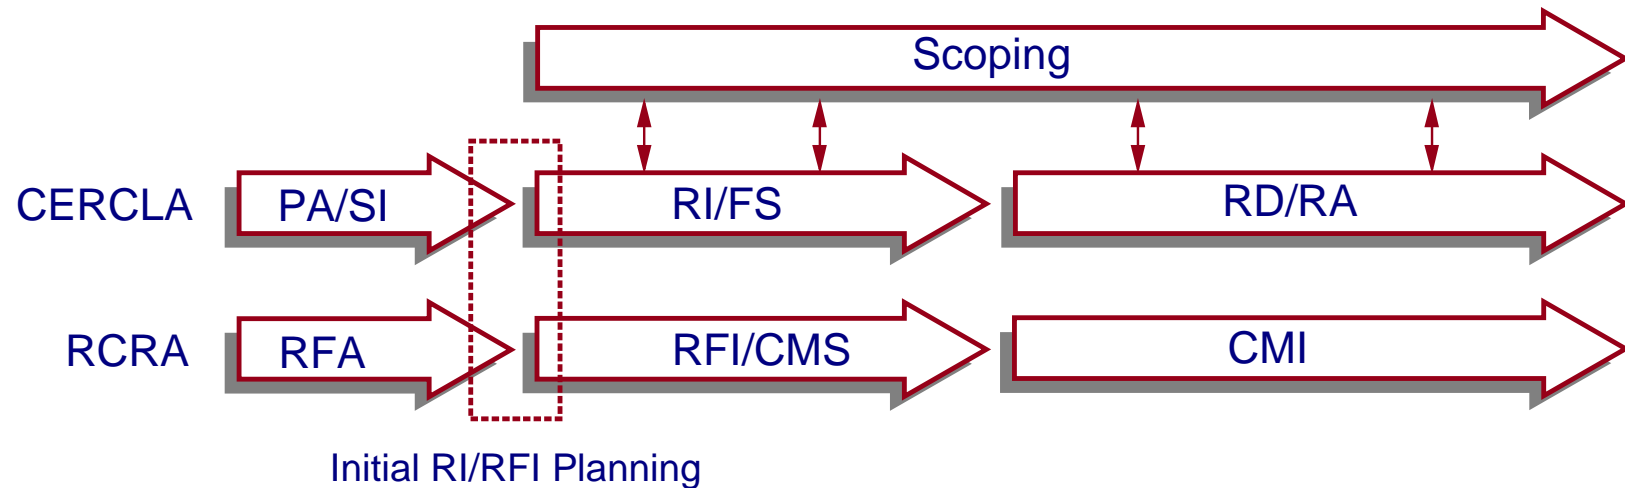 Scoping
CERCLA PA/SI RI/FS RD/RA
RCRA RFA RFI/CMS CMI
Initial RI/RFI Planning